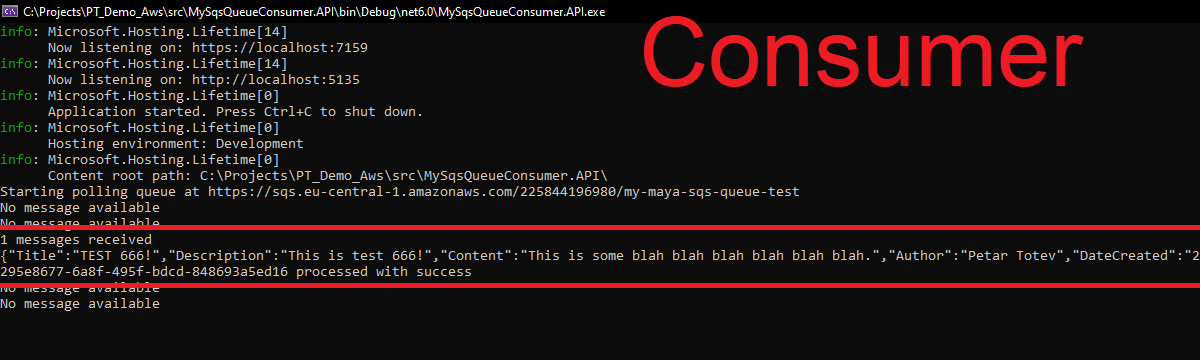 C:\Projects\PT_Demo_Aws\src\MySqsQueueConsumer.API\bin\Debug\net6.0\MySqsQueueConsumer.API.exe
Consumer
info: Microsoft.Hosting.Lifetime[14]
      Now listening on: https://localhost:7159
info: Microsoft.Hosting.Lifetime[14]
      Now listening on: http://localhost:5135
info: Microsoft.Hosting.Lifetime[0]
      Application started. Press Ctrl+C to shut down.
info: Microsoft.Hosting.Lifetime[0]
      Hosting environment: Development
info: Microsoft.Hosting.Lifetime[0]
      Content root path: C:\Projects\PT_Demo_Aws\src\MySqsQueueConsumer.API\
Starting polling queue at https://sqs.eu-central-1.amazonaws.com/225844196980/my-maya-sqs-queue-test
No message available
No message available
1 messages received
{"Title":"TEST 666!","Description":"This is test 666!","Content":"This is some blah blah blah blah blah blah.","Author":"Petar Totev","DateCreated":"2
295e8677-6a8f-495f-bdcd-848693a5ed16 processed with success
No message available
No message available